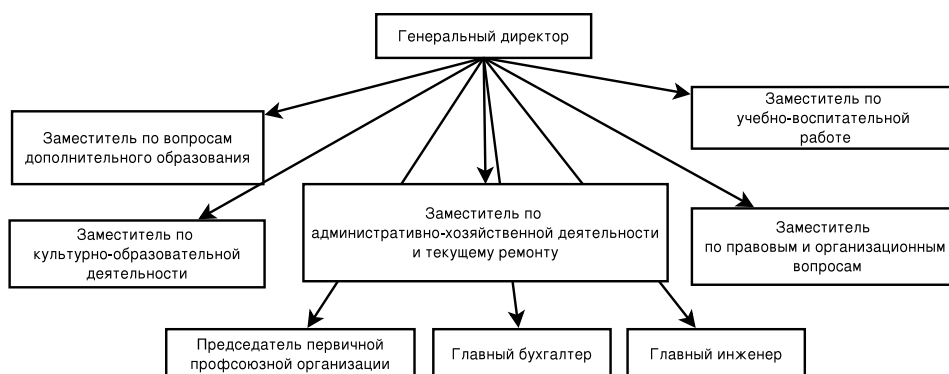 Генеральный директор
Заместитель по вопросам
дополнительного образования
Заместитель по
учебно-воспитательной
работе
Заместитель по
культурно-образовательной
деятельности
Заместитель по
административно-хозяйственной деятельности
и текущему ремонту
Заместитель
по правовым и организационным
вопросам
Председатель первичной
профсоюзной организации
Главный бухгалтер
Главный инженер